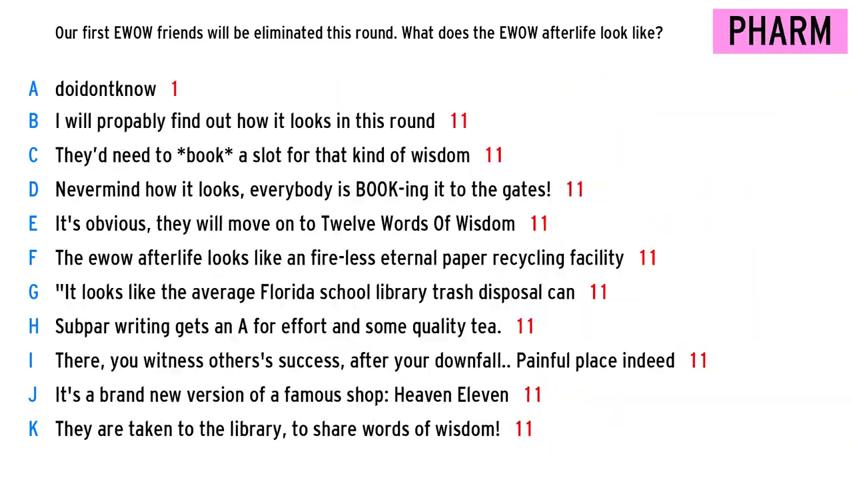 Our first EWOW friends will be eliminated this round. What does the EWOW afterlife look like?
PHARM
A doidontknow 1
B I will propably find out how it looks in this round 11
C They’d need to *book* a slot for that kind of wisdom 11
D Nevermind how it looks, everybody is BOOK-ing it to the gates! 11
E It's obvious, they will move on to Twelve Words Of Wisdom 11
F The ewow afterlife looks like an fire-less eternal paper recycling facility 11
G "It looks like the average Florida school library trash disposal can 11
H Subpar writing gets an A for effort and some quality tea. 11
I There, you witness others's success, after your downfall.. Painful place indeed 11
J It's a brand new version of a famous shop: Heaven Eleven 11
K They are taken to the library, to share words of wisdom! 11